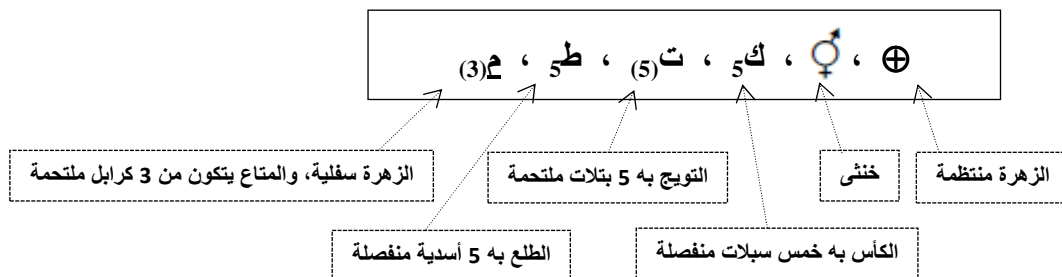 ⊕ ، ⚥ ، ك5 ، ت(5) ، ط5 ، م(3)
الزهرة منتظمة
خنثى
التويج به 5 بتلات ملتحمة
الزهرة سفلية، والمتاع يتكون من 3 كرابل ملتحمة
الكأس به خمس سبلات منفصلة
الطلع به 5 أسدية منفصلة